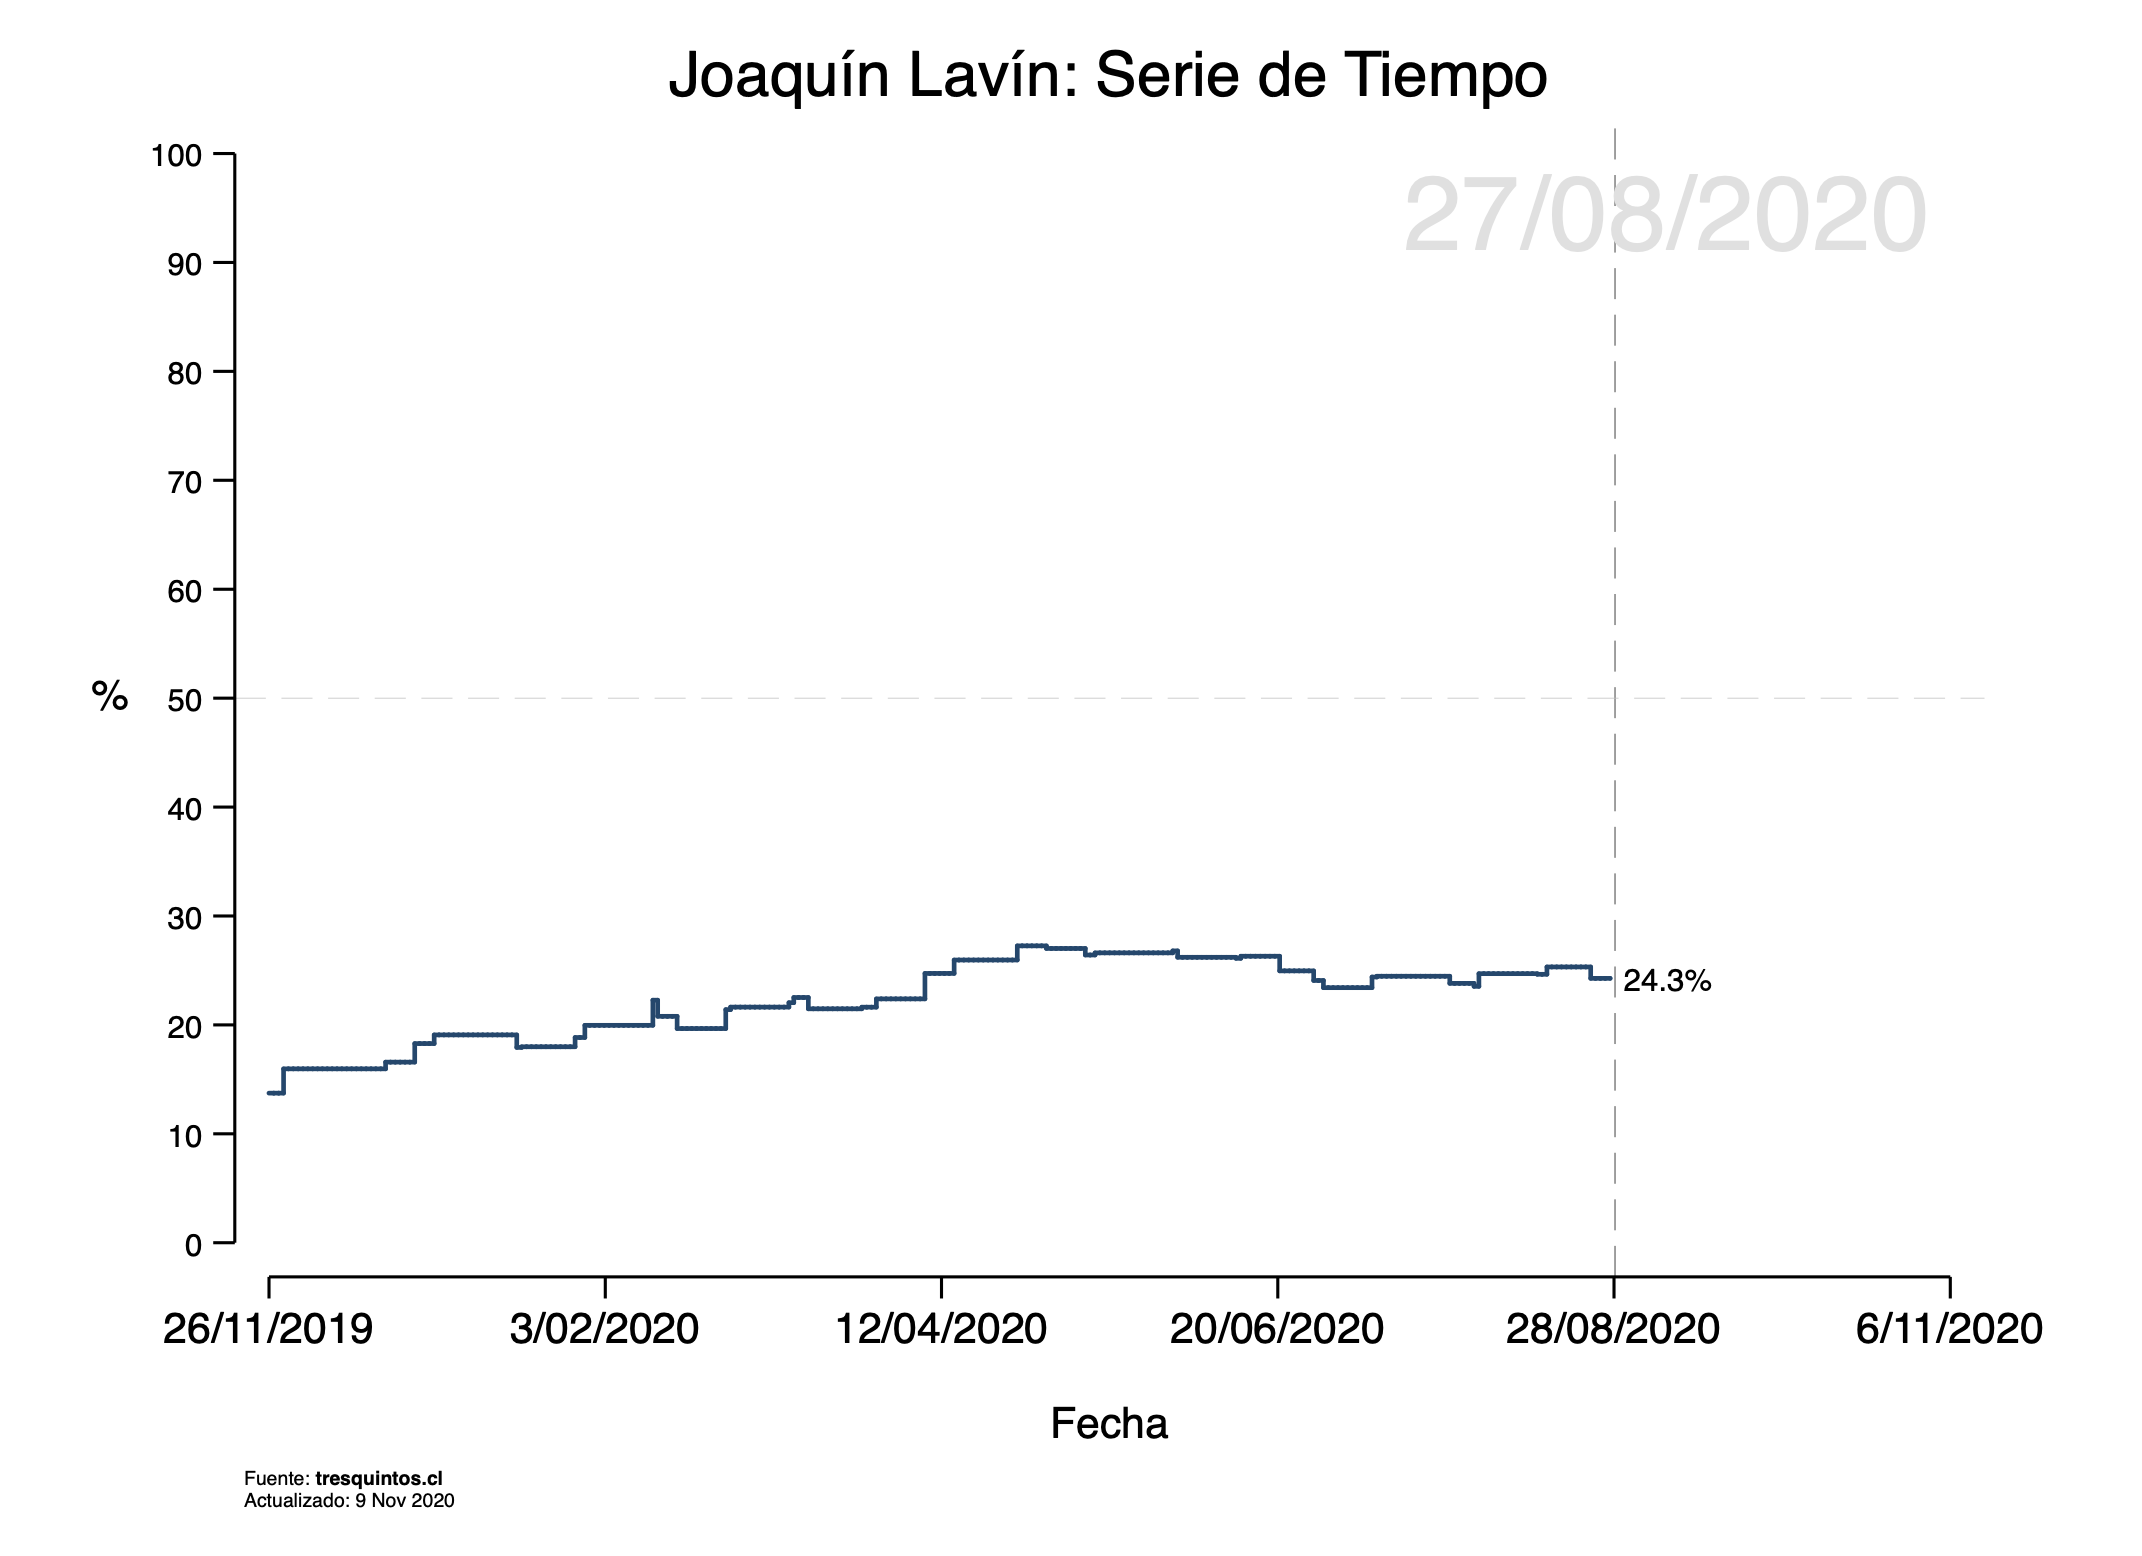 Joaquín Lavín: Serie de Tiempo
27/08/2020
100
90
80
70
60
%
50
40
30
24.3%
20
10
0
26/11/2019 3/02/2020 12/04/2020 20/06/2020 28/08/2020 6/11/2020
Fecha
Fuente: tresquintos.cl
Actualizado: 9 Nov 2020